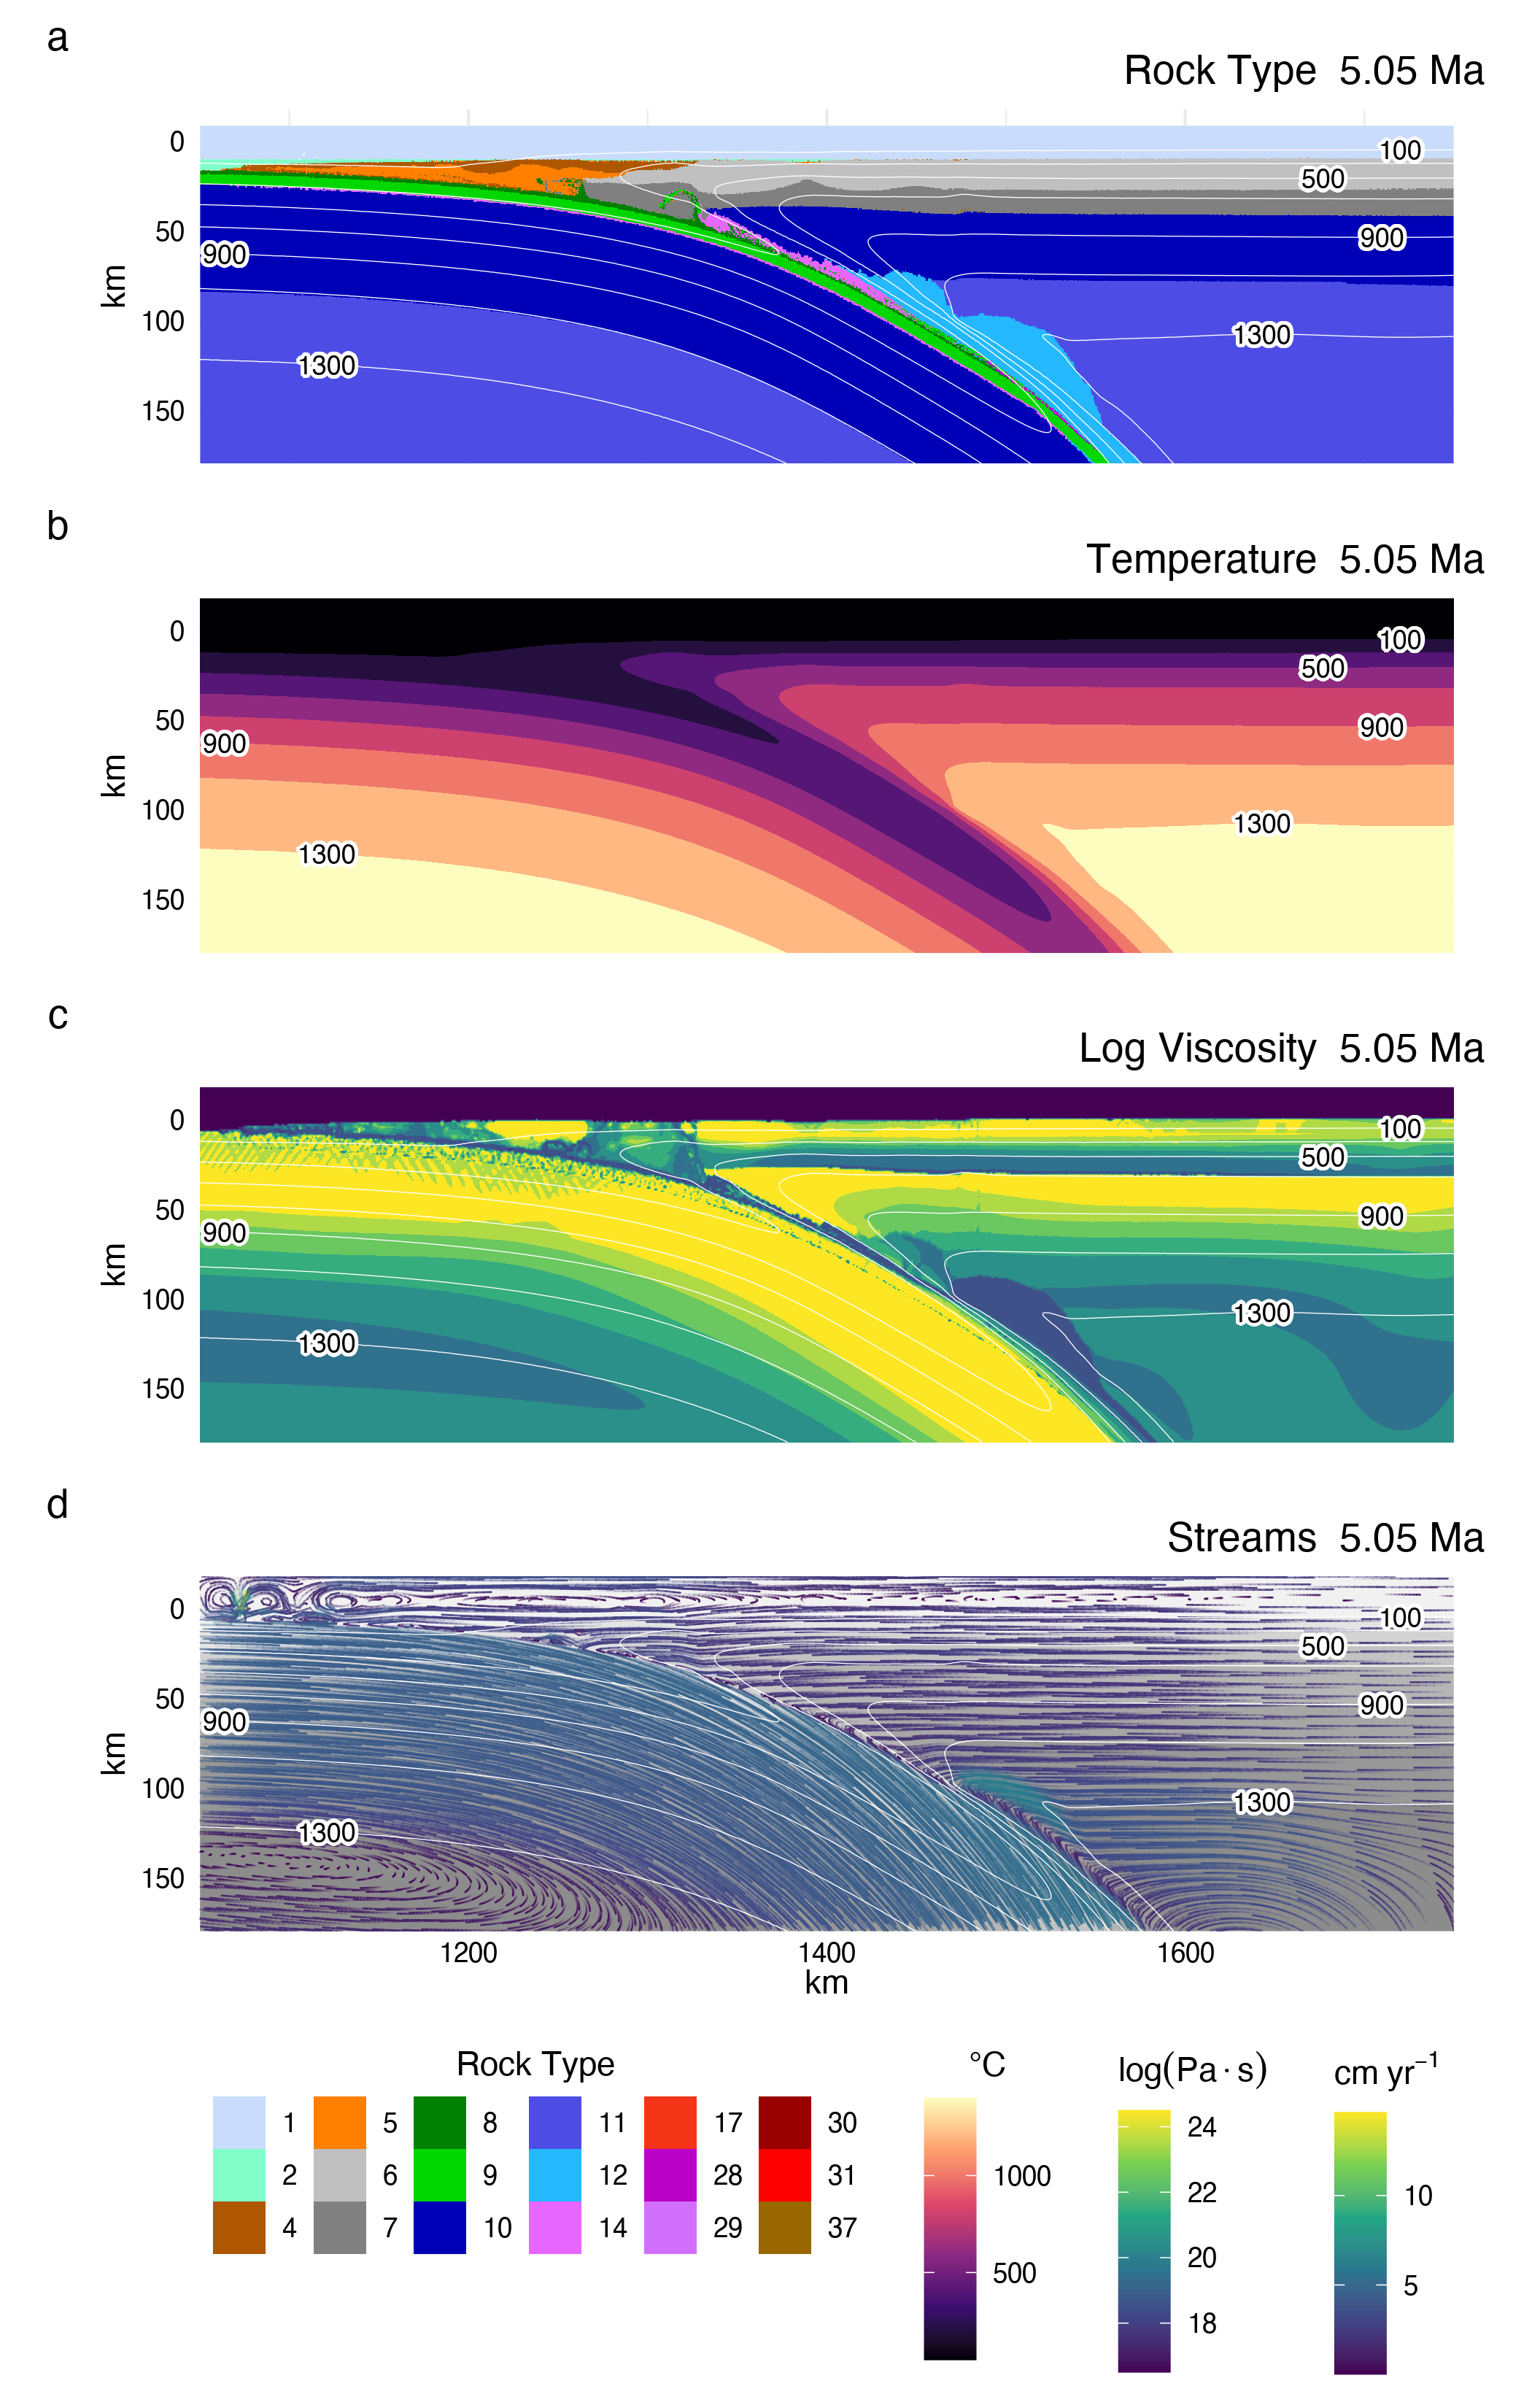 a
Rock Type 5.05 Ma
0
50
100
150
km
100
500
900
900
1300
1300
b
Temperature 5.05 Ma
0
50
100
150
km
100
500
900
900
1300
1300
c
Log Viscosity 5.05 Ma
0
50
100
150
km
100
500
900
900
1300
1300
d
Streams 5.05 Ma
0
50
100
150
km
100
500
900
900
1300
1300
1200 1400 1600
km
Rock Type
1 5 8 11 17 30
2 6 9 12 28 31
4 7 10 14 29 37
°C
1000
500
log(Pa · s)
24
22
20
18
cm yr⁻¹
10
5